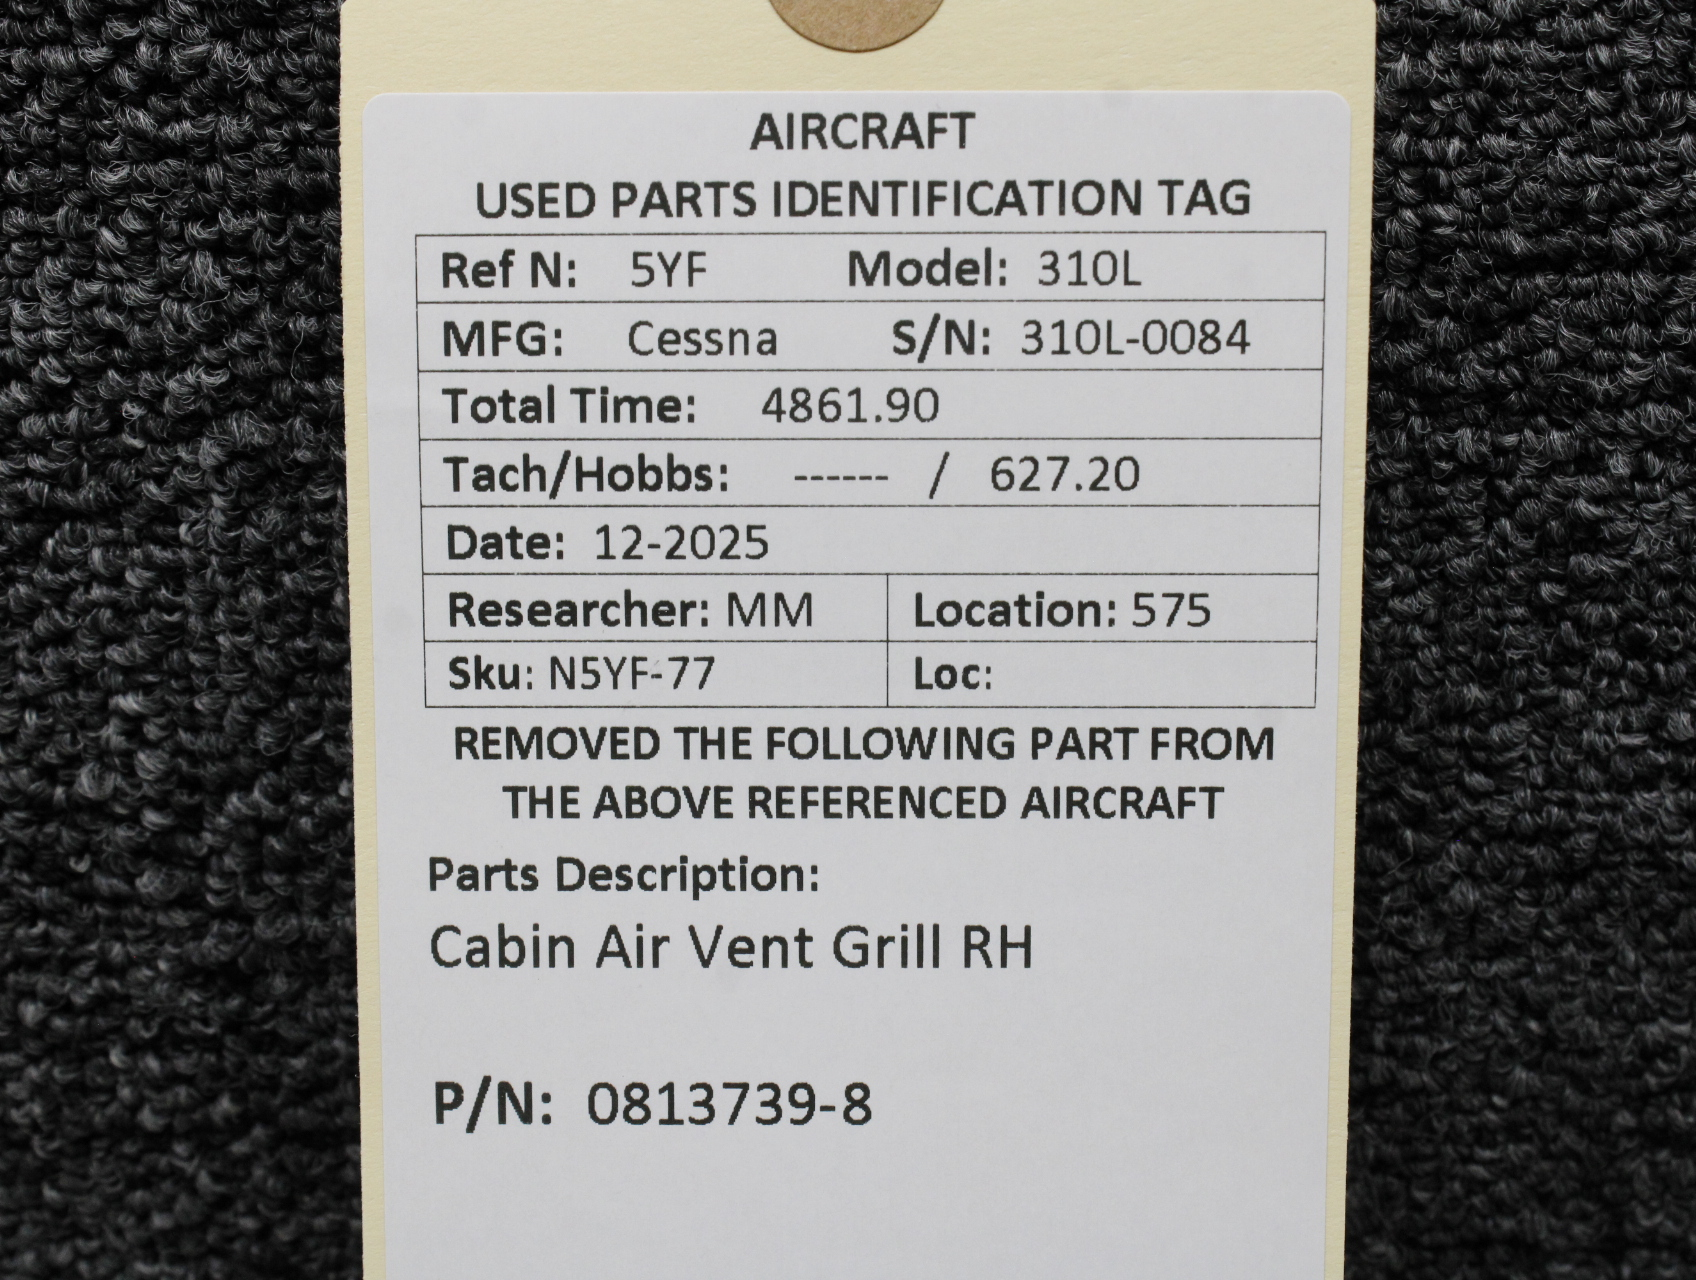 AIRCRAFT
USED PARTS IDENTIFICATION TAG
Ref N: 5YF Model: 310L
MFG: Cessna S/N: 310L-0084
Total Time: 4861.90
Tach/Hobbs: ------ / 627.20
Date: 12-2025
Researcher: MM Location: 575
Sku: N5YF-77 Loc:
REMOVED THE FOLLOWING PART FROM
THE ABOVE REFERENCED AIRCRAFT
Parts Description:
Cabin Air Vent Grill RH
P/N: 0813739-8